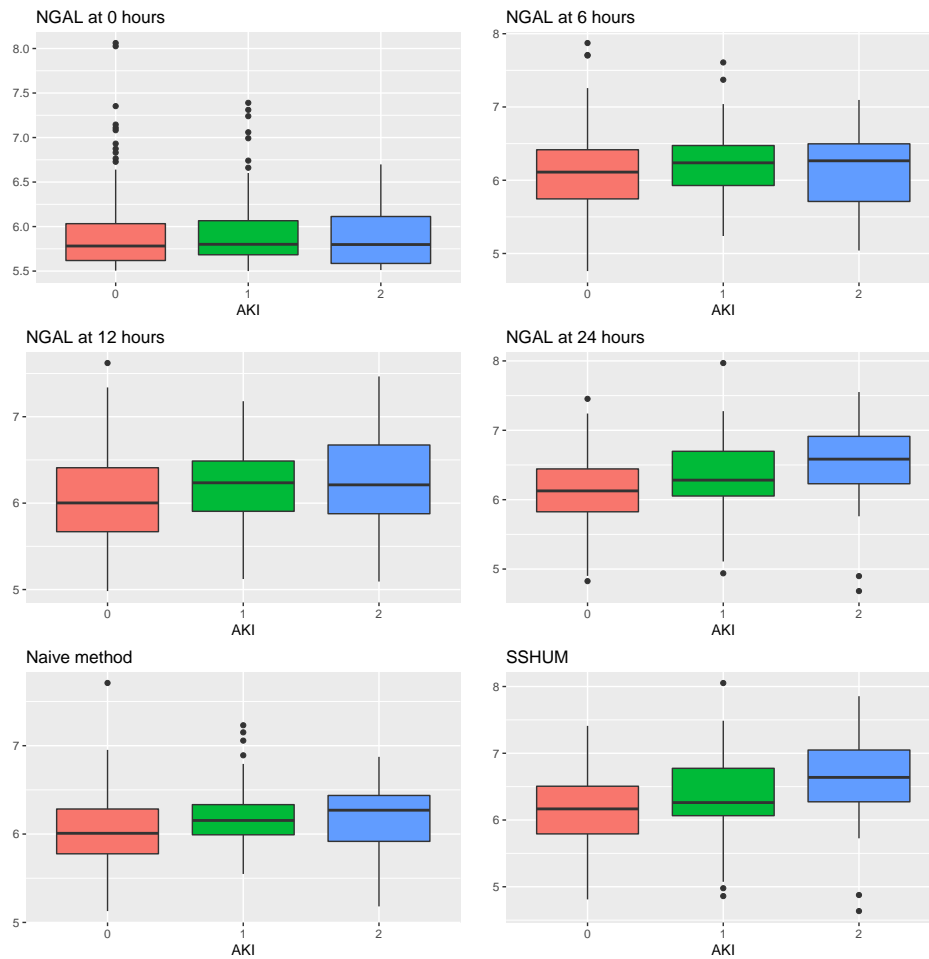 NGAL at 0 hours
8.0
7.5
7.0
6.5
6.0
5.5
0 1 2
AKI
NGAL at 6 hours
8
7
6
5
0 1 2
AKI
NGAL at 12 hours
7
6
5
0 1 2
AKI
NGAL at 24 hours
8
7
6
5
0 1 2
AKI
Naive method
7
6
5
0 1 2
AKI
SSHUM
8
7
6
5
0 1 2
AKI